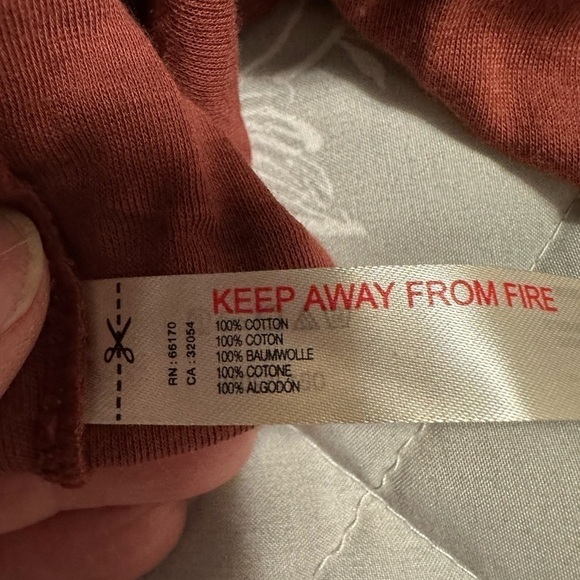 KEEP AWAY FROM FIRE
100% COTTON
100% COTON
100% BAUMWOLLE
100% COTONE
100% ALGODÓN
RN : 66170
CA : 32054